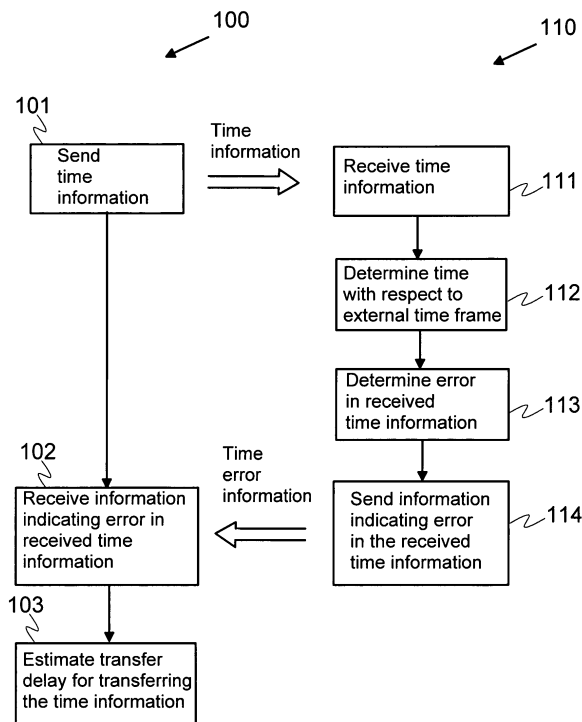 100
110
101
Send
time
information
Time
information
Receive time
information
111
Determine time
with respect to
external time frame
112
Determine error
in received
time information
113
102
Receive information
indicating error in
received time
information
Time
error
information
Send information
indicating error
in the received
time information
114
103
Estimate transfer
delay for transferring
the time information